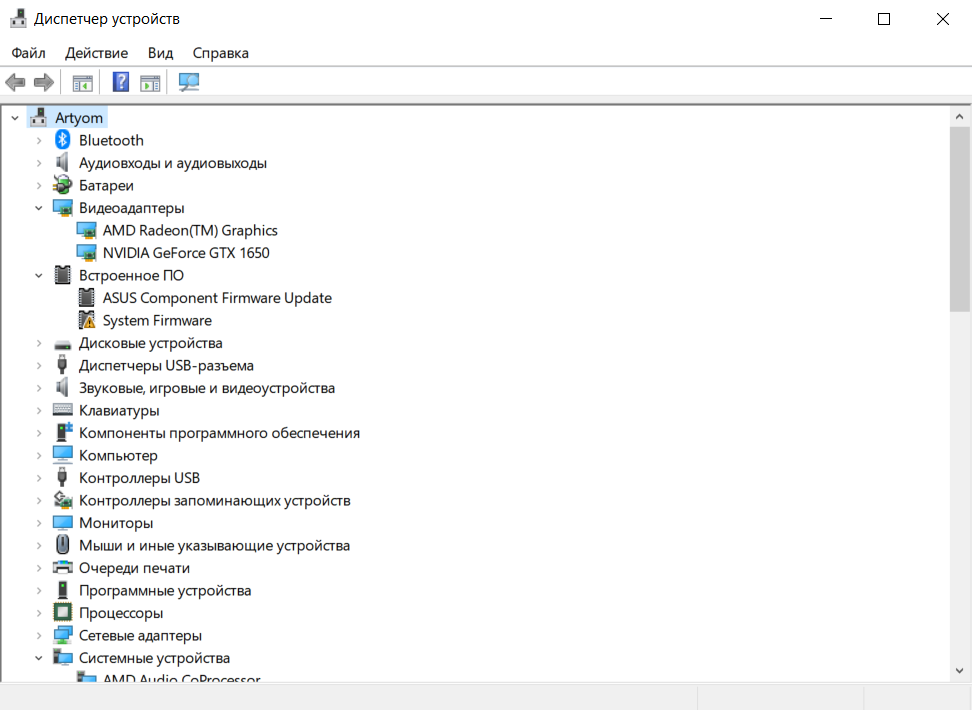 Диспетчер устройств
Файл Действие Вид Справка
Artyom
Bluetooth
Аудиовходы и аудиовыходы
Батареи
Видеоадаптеры
AMD Radeon(TM) Graphics
NVIDIA GeForce GTX 1650
Встроенное ПО
ASUS Component Firmware Update
System Firmware
Дисковые устройства
Диспетчеры USB-разъема
Звуковые, игровые и видеоустройства
Клавиатуры
Компоненты программного обеспечения
Компьютер
Контроллеры USB
Контроллеры запоминающих устройств
Мониторы
Мыши и иные указывающие устройства
Очереди печати
Программные устройства
Процессоры
Сетевые адаптеры
Системные устройства
AMD Audio CoProcessor